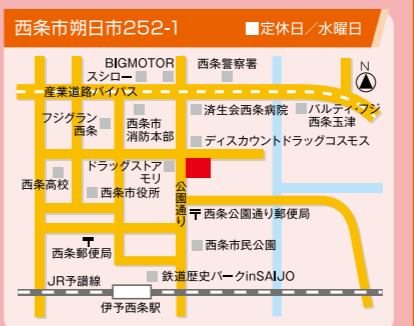 西条市朔日市252-1
■定休日／水曜日
BIGMOTOR
スシロー
西条警察署
N
産業道路バイパス
フジグラン
西条
西条市
消防本部
済生会西条病院
パルティ・フジ
西条玉津
ディスカウントドラッグコスモス
ドラッグストア
モリ
西条高校
西条市役所
公園通り
〒西条公園通り郵便局
〒
西条郵便局
西条市民公園
JR予讃線
鉄道歴史パークinSAIJO
伊予西条駅